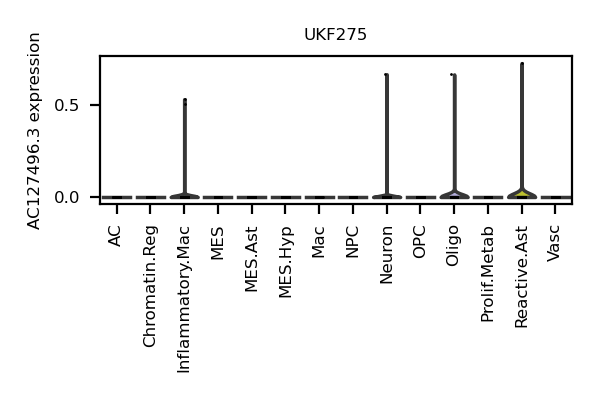 UKF275
AC127496.3 expression
0.5
0.0
AC
Chromatin.Reg
Inflammatory.Mac
MES
MES.Ast
MES.Hyp
Mac
NPC
Neuron
OPC
Oligo
Prolif.Metab
Reactive.Ast
Vasc